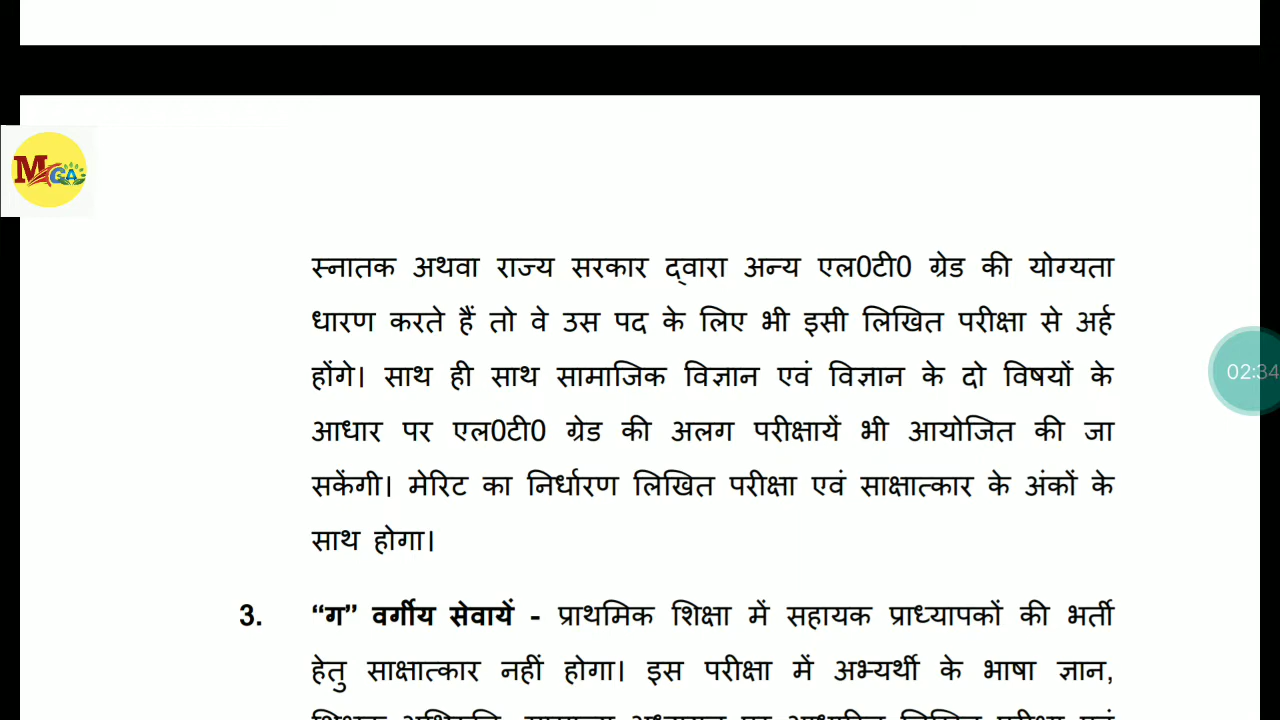 MGA
स्नातक अथवा राज्य सरकार द्वारा अन्य एल0टी0 ग्रेड की योग्यता
धारण करते हैं तो वे उस पद के लिए भी इसी लिखित परीक्षा से अर्ह
होंगे। साथ ही साथ सामाजिक विज्ञान एवं विज्ञान के दो विषयों के
आधार पर एल0टी0 ग्रेड की अलग परीक्षायें भी आयोजित की जा
सकेंगी। मेरिट का निर्धारण लिखित परीक्षा एवं साक्षात्कार के अंकों के
साथ होगा।
3. “ग” वर्गीय सेवायें - प्राथमिक शिक्षा में सहायक प्राध्यापकों की भर्ती
हेतु साक्षात्कार नहीं होगा। इस परीक्षा में अभ्यर्थी के भाषा ज्ञान,
02:34